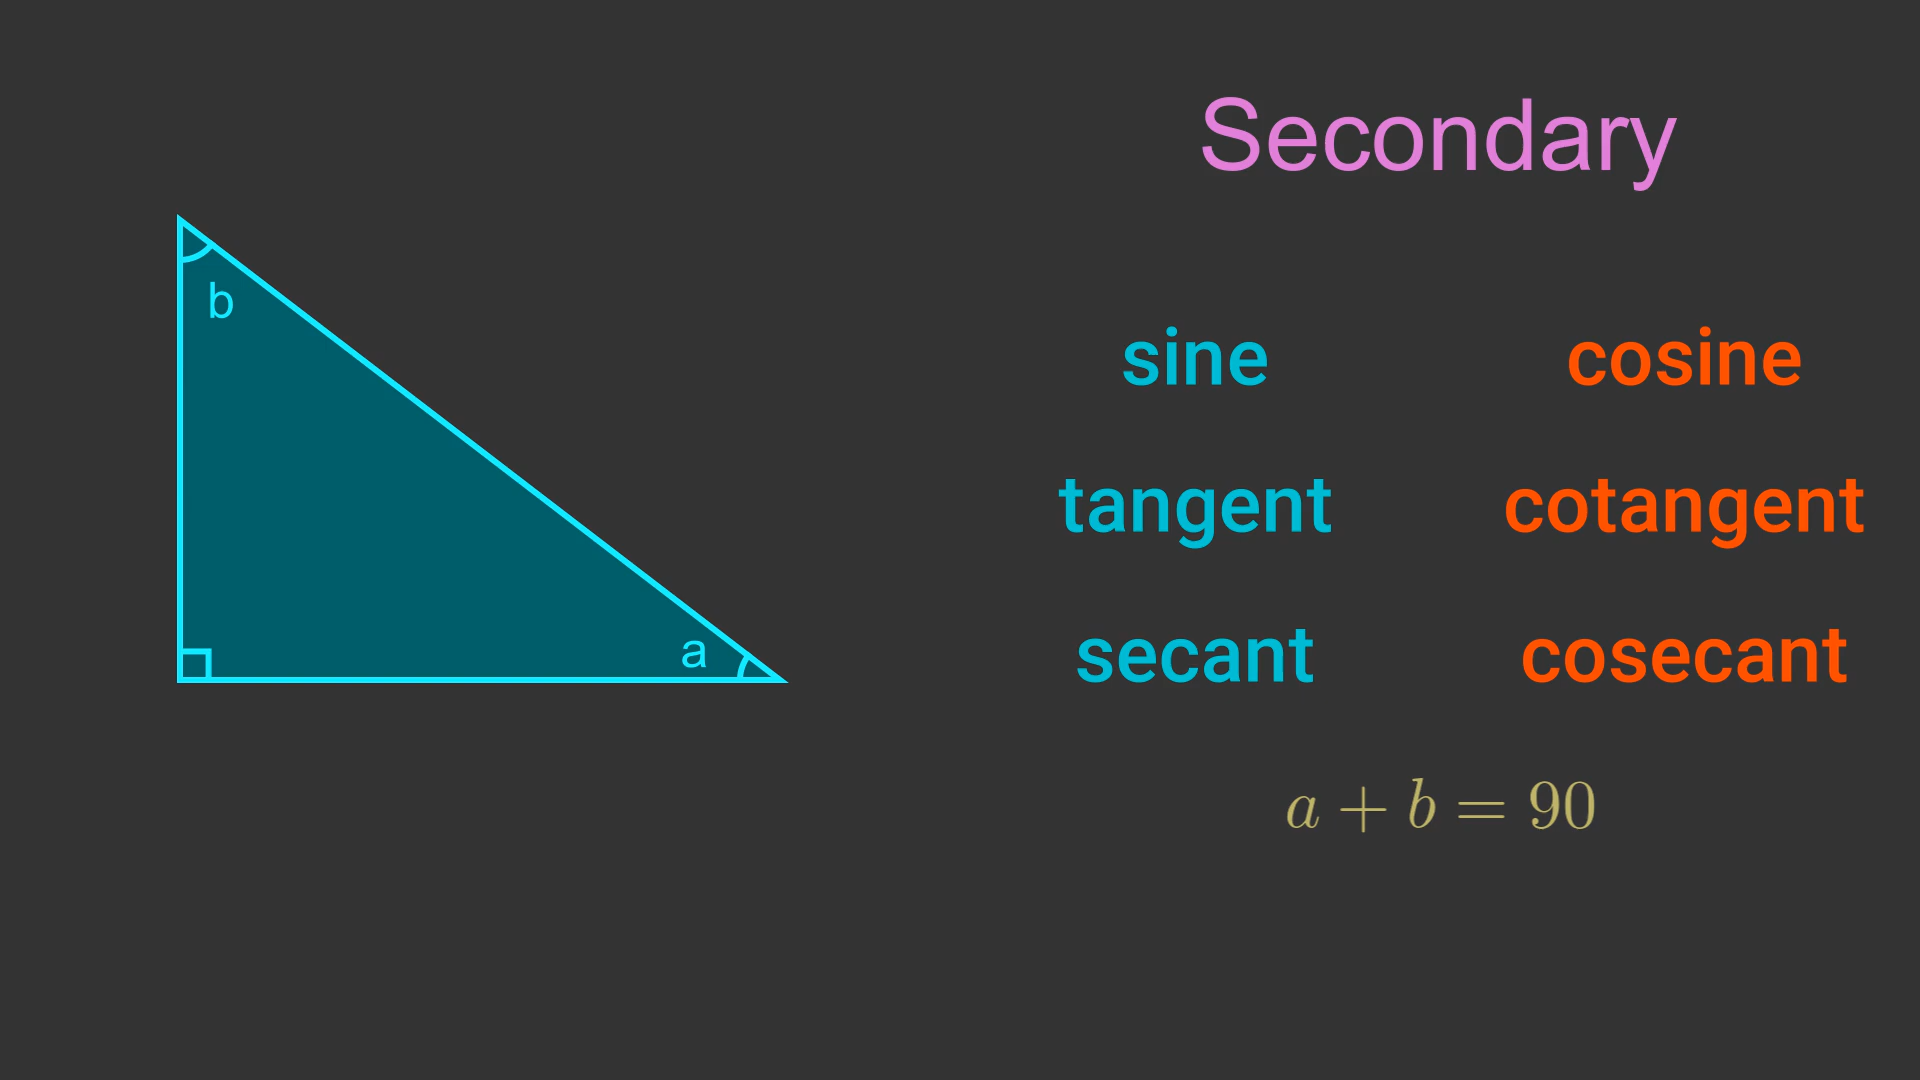 Secondary
b
sine cosine
tangent cotangent
a
secant cosecant
a + b = 90